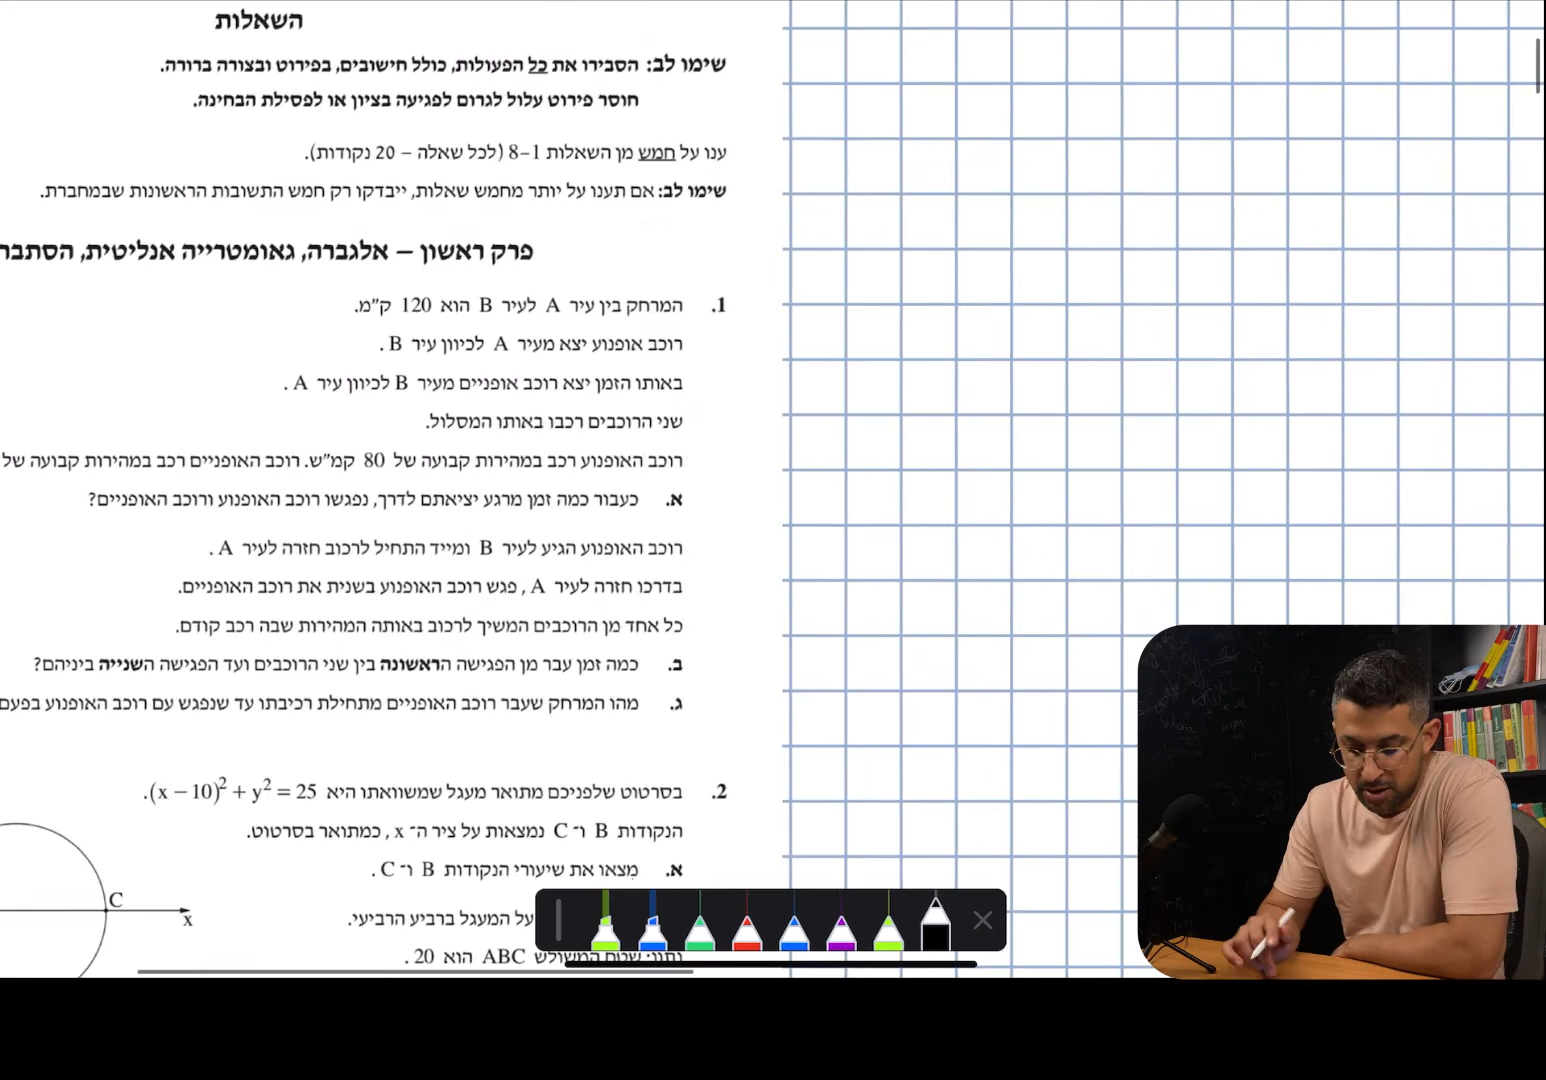 השאלות
שימו לב: הסבירו את כל הפעולות, כולל חישובים, בפירוט ובצורה ברורה.
חוסר פירוט עלול לגרום לפגיעה בציון או לפסילת הבחינה.
ענו על חמש מן השאלות 1–8 (לכל שאלה – 20 נקודות).
שימו לב: אם תענו על יותר מחמש שאלות, ייבדקו רק חמש התשובות הראשונות שבמחברת.
פרק ראשון – אלגברה, גאומטרייה אנליטית, הסתבר
1. המרחק בין עיר A לעיר B הוא 120 ק"מ.
רוכב אופנוע יצא מעיר A לכיוון עיר B .
באותו הזמן יצא רוכב אופניים מעיר B לכיוון עיר A .
שני הרוכבים רכבו באותו המסלול.
רוכב האופנוע רכב במהירות קבועה של 80 קמ"ש. רוכב האופניים רכב במהירות קבועה של
א. כעבור כמה זמן מרגע יציאתם לדרך, נפגשו רוכב האופנוע ורוכב האופניים?
רוכב האופנוע הגיע לעיר B ומייד התחיל לרכוב חזרה לעיר A .
בדרכו חזרה לעיר A , פגש רוכב האופנוע בשנית את רוכב האופניים.
כל אחד מן הרוכבים המשיך לרכוב באותה המהירות שבה רכב קודם.
ב. כמה זמן עבר מן הפגישה הראשונה בין שני הרוכבים ועד הפגישה השנייה ביניהם?
ג. מהו המרחק שעבר רוכב האופניים מתחילת רכיבתו עד שנפגש עם רוכב האופנוע בפעם
2. בסרטוט שלפניכם מתואר מעגל שמשוואתו היא (x − 10)² + y² = 25.
הנקודות B ו־C נמצאות על ציר ה־ x , כמתואר בסרטוט.
א. מִצאו את שיעורי הנקודות B ו־C .
C
x
על המעגל ברביע הרביעי.
נתון: שטח המשולש ABC הוא 20 .